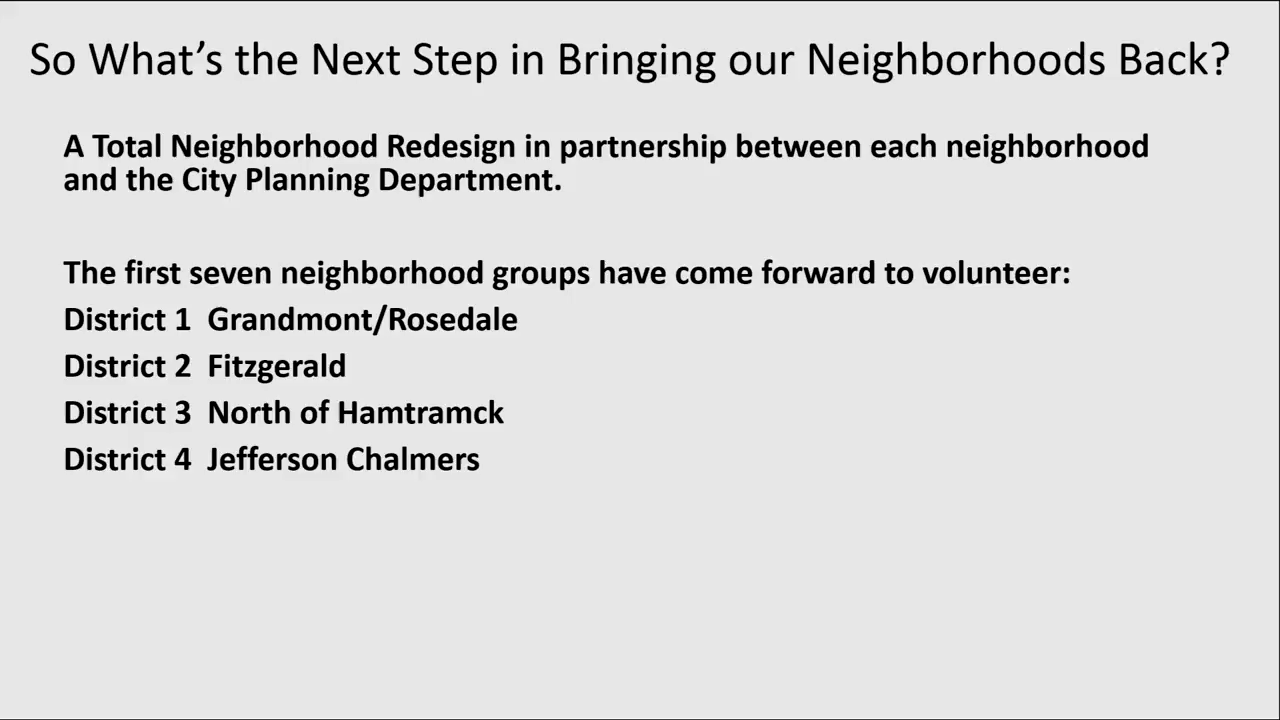 So What’s the Next Step in Bringing our Neighborhoods Back?
A Total Neighborhood Redesign in partnership between each neighborhood
and the City Planning Department.
The first seven neighborhood groups have come forward to volunteer:
District 1 Grandmont/Rosedale
District 2 Fitzgerald
District 3 North of Hamtramck
District 4 Jefferson Chalmers